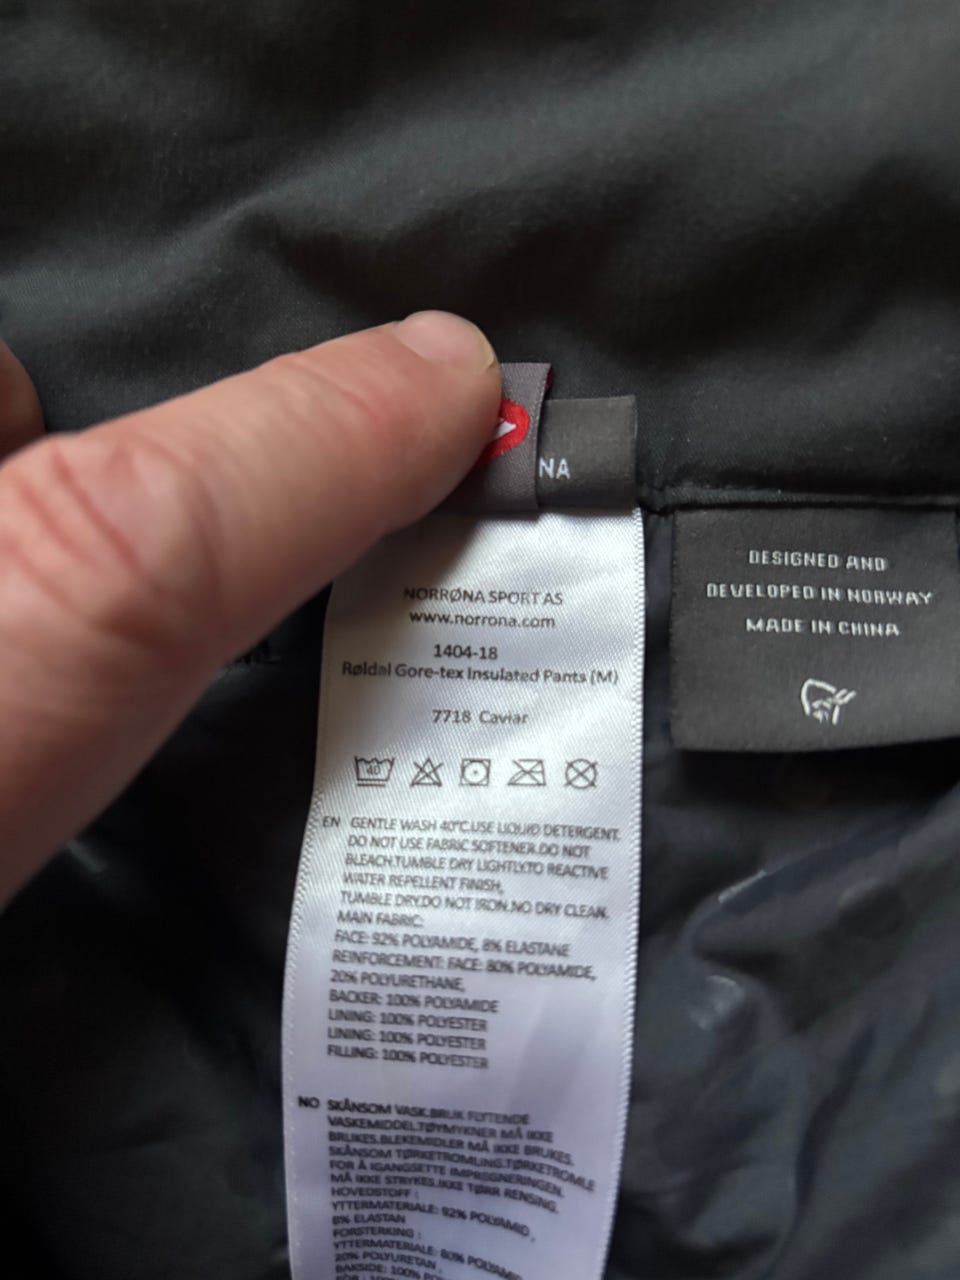 NA
NORRØNA SPORT AS
www.norrona.com
1404-18
Røldal Gore-tex Insulated Pants (M)
7718 Caviar
40
EN GENTLE WASH 40°C.USE LIQUID DETERGENT.
DO NOT USE FABRIC SOFTENER.DO NOT
BLEACH.TUMBLE DRY LIGHTLY.TO REACTIVE
WATER REPELLENT FINISH,
TUMBLE DRY.DO NOT IRON.NO DRY CLEAN.
MAIN FABRIC:
FACE: 92% POLYAMIDE, 8% ELASTANE
REINFORCEMENT: FACE: 80% POLYAMIDE,
20% POLYURETHANE,
BACKER: 100% POLYAMIDE
LINING: 100% POLYESTER
LINING: 100% POLYESTER
FILLING: 100% POLYESTER
NO SKÅNSOM VASK.BRUK FLYTENDE
VASKEMIDDEL.TØYMYKNER MÅ IKKE
BRUKES.BLEKEMIDLER MÅ IKKE BRUKES.
SKÅNSOM TØRKETROMLING.TØRKETROMLE
FOR Å IGANGSETTE IMPREGNERINGEN.
MÅ IKKE STRYKES.IKKE TØRR RENSING.
HOVEDSTOFF :
YTTERMATERIALE: 92% POLYAMID,
8% ELASTAN
FORSTERKING :
YTTERMATERIALE: 80% POLYAMID
20% POLYURETAN,
BAKSIDE: 100%
DESIGNED AND
DEVELOPED IN NORWAY
MADE IN CHINA